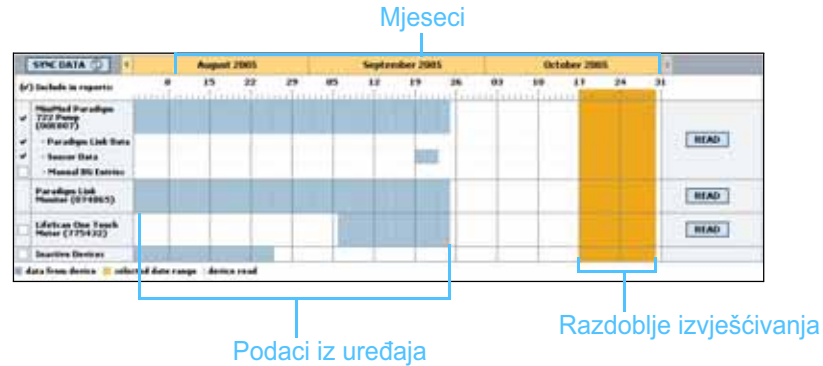 Mjeseci
SYNC DATA August 2005 September 2005 October 2005
(✓) Include in reports: 8 15 22 29 05 12 19 26 03 10 17 24 31
MiniMed Paradigm
722 Pump
- Paradigm Link Data
- Sensor Data
READ
- Manual BG Entries
Paradigm Link
Monitor (874865)
READ
LifeScan One Touch
Meter (775432)
READ
Inactive Devices
data from device selected date range device read
Razdoblje izvješćivanja
Podaci iz uređaja